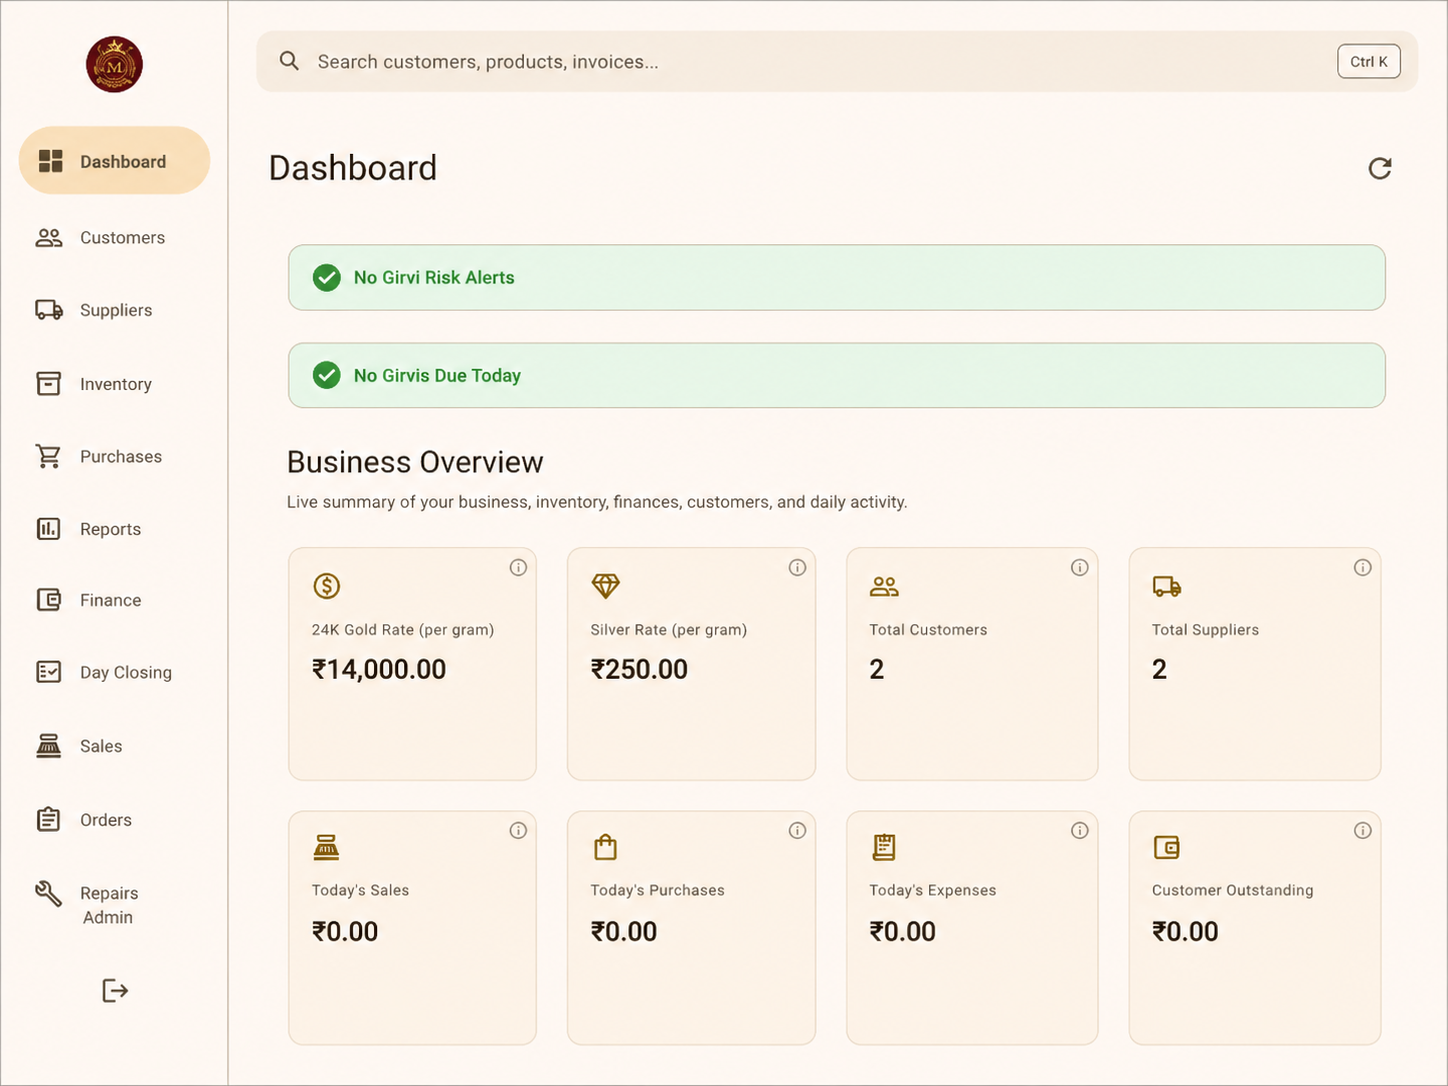 M
Dashboard
Customers
Suppliers
Inventory
Purchases
Reports
Finance
Day Closing
Sales
Orders
Repairs
Admin
Search customers, products, invoices...
Ctrl K
Dashboard
No Girvi Risk Alerts
No Girvis Due Today
Business Overview
Live summary of your business, inventory, finances, customers, and daily activity.
24K Gold Rate (per gram)
₹14,000.00
Silver Rate (per gram)
₹250.00
Total Customers
2
Total Suppliers
2
Today's Sales
₹0.00
Today's Purchases
₹0.00
Today's Expenses
₹0.00
Customer Outstanding
₹0.00